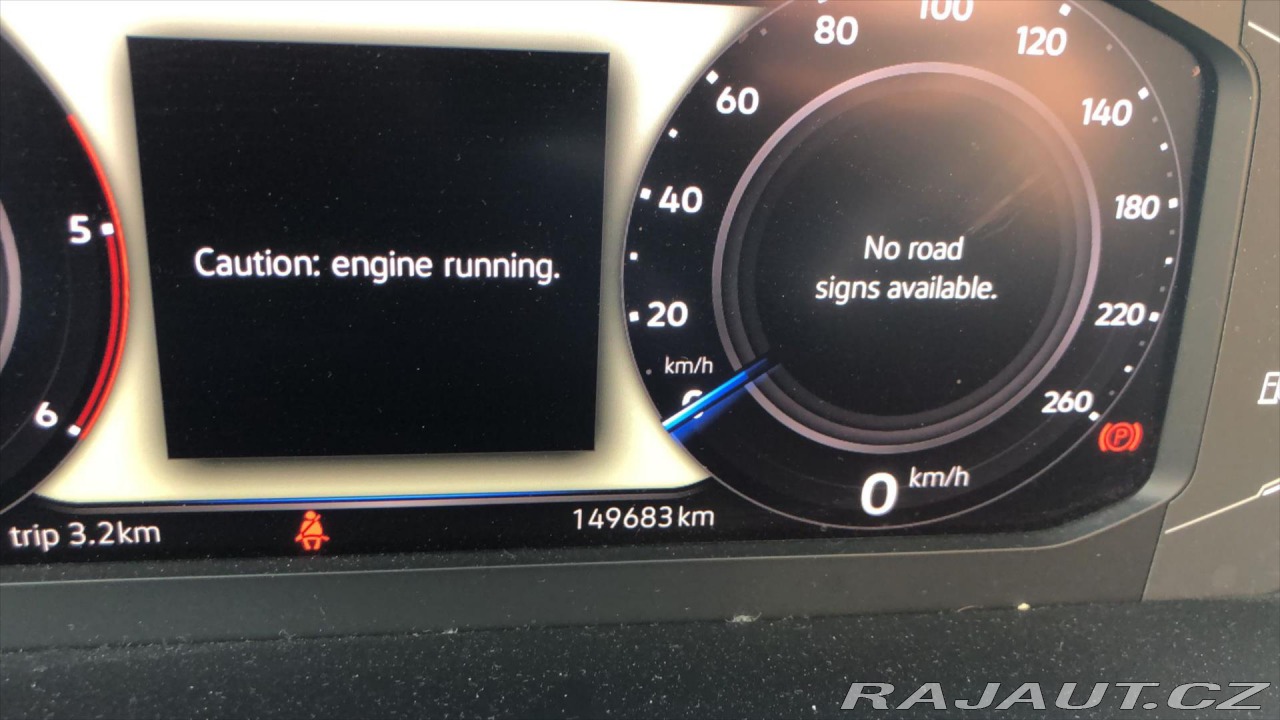 100
80
120
60
140
5
40
180
Caution: engine running.
No road
signs available.
20
220
km/h
6
260
P
0 km/h
trip 3.2km
149683km
RAJAUT.CZ